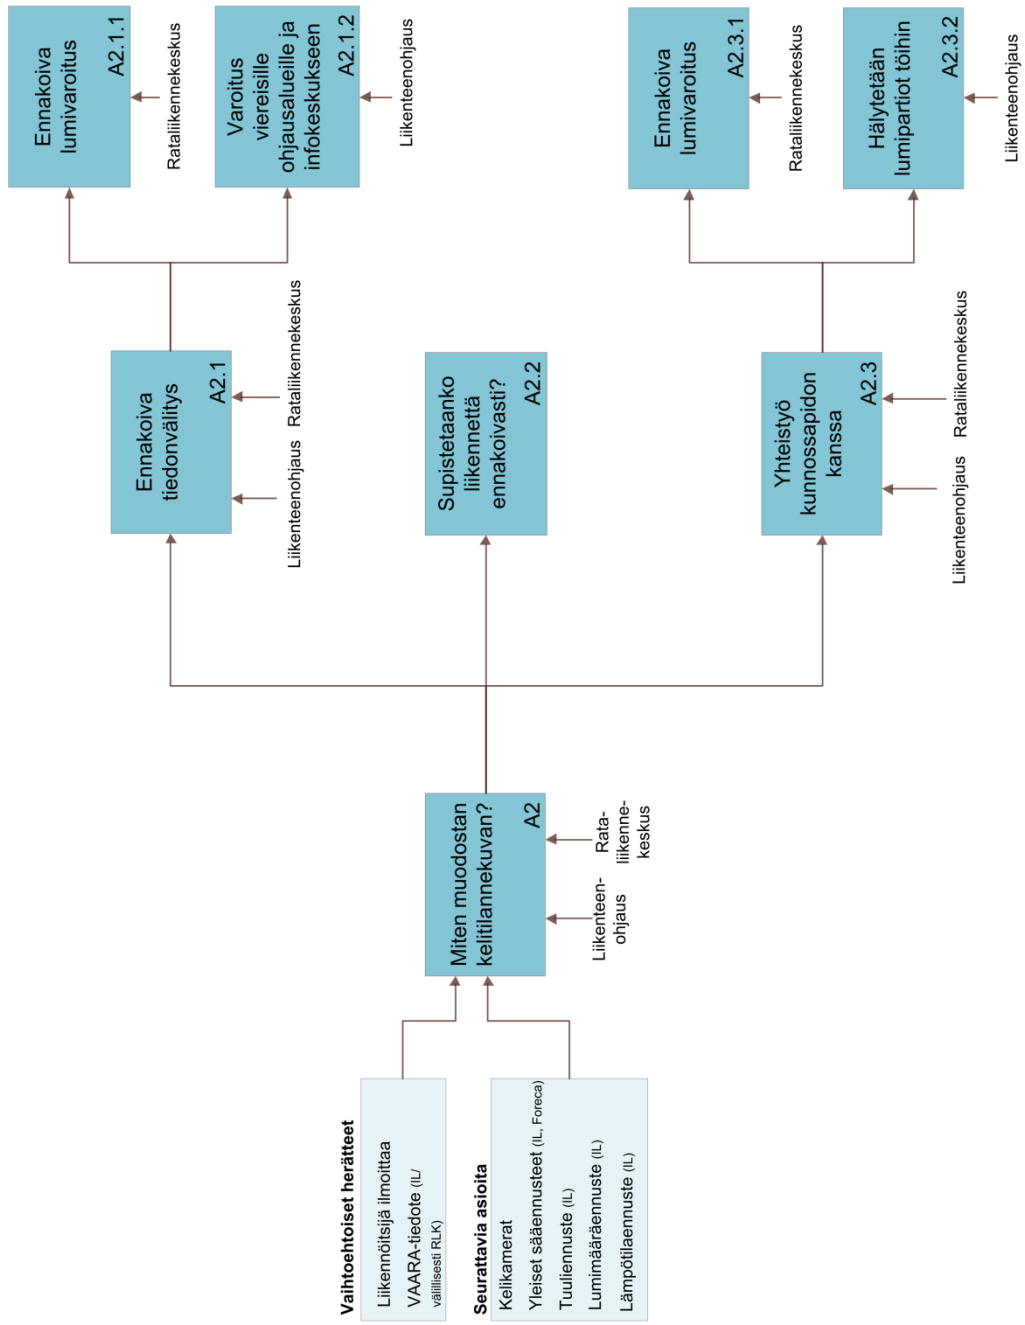 Vaihtoehtoiset herätteet
Liikennöitsijä ilmoittaa
VAARA-tiedote (IL/
välillisesti RLK)
Seurattavia asioita
Kelikamerat
Yleiset sääennusteet (IL, Foreca)
Tuuliennuste (IL)
Lumimääräennuste (IL)
Lämpötilaennuste (IL)
Miten muodostan
kelitilannekuvan?
A2
Liikenteen-
ohjaus
Rata-
liikenne-
keskus
Ennakoiva
tiedonvälitys
A2.1
Liikenteenohjaus
Rataliikennekeskus
Supistetaanko
liikennettä
ennakoivasti?
A2.2
Yhteistyö
kunnossapidon
kanssa
A2.3
Liikenteenohjaus
Rataliikennekeskus
Ennakoiva
lumivaroitus
A2.1.1
Rataliikennekeskus
Varoitus
viereisille
ohjausalueille ja
infokeskukseen
A2.1.2
Liikenteenohjaus
Ennakoiva
lumivaroitus
A2.3.1
Rataliikennekeskus
Hälytetään
lumipartiot töihin
A2.3.2
Liikenteenohjaus